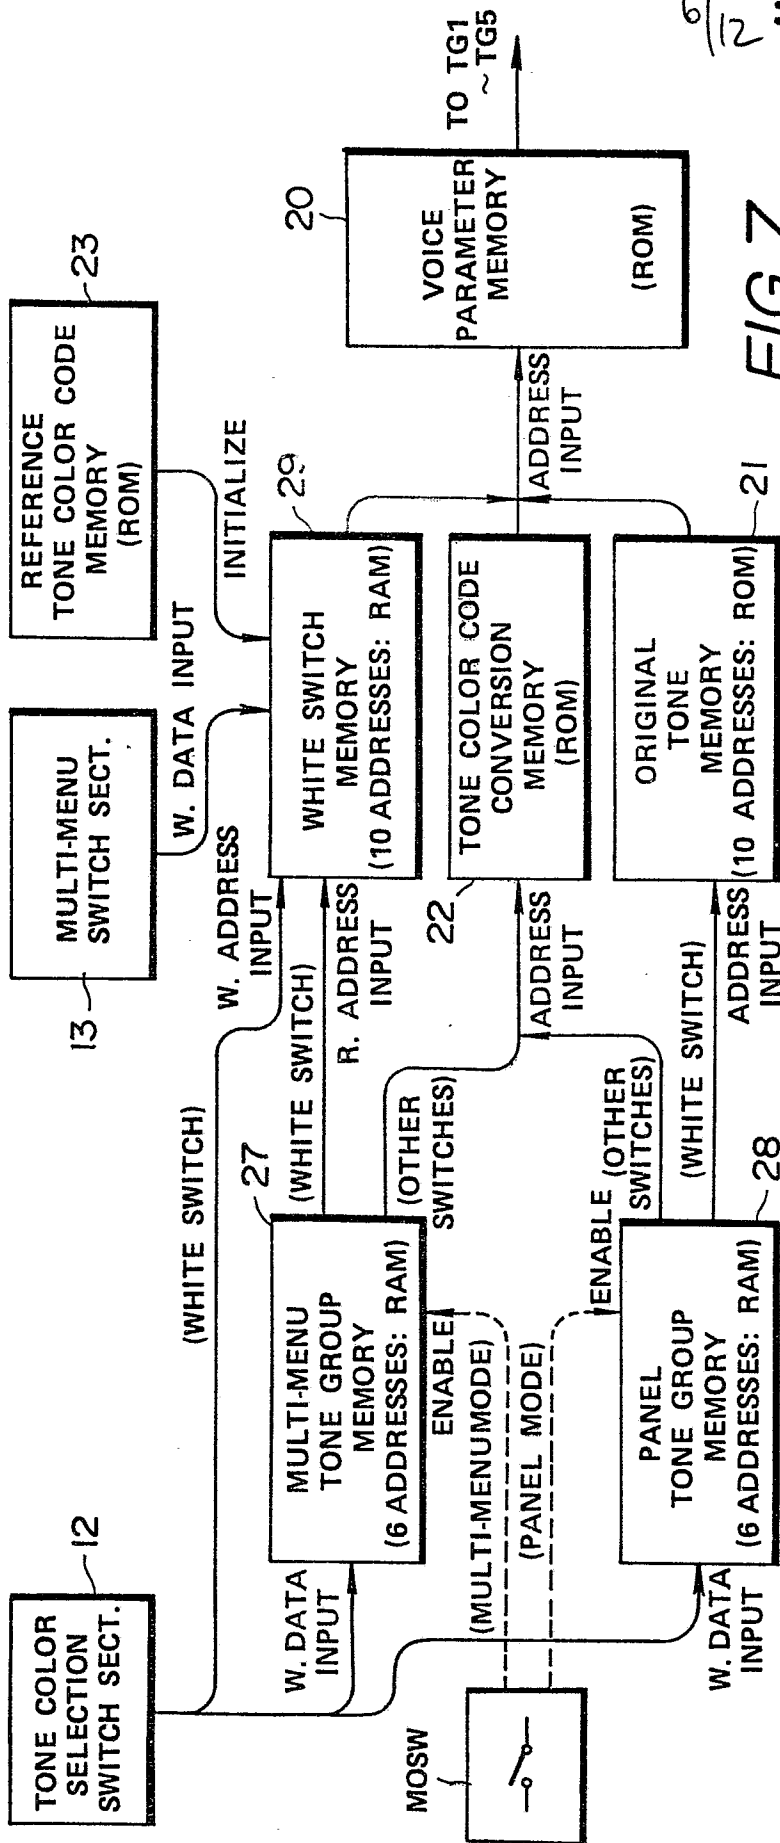 TONE COLOR
SELECTION
SWITCH SECT.
12
MULTI-MENU
SWITCH SECT.
13
REFERENCE
TONE COLOR CODE
MEMORY
(ROM)
23
(WHITE SWITCH)
W. ADDRESS
INPUT
W. DATA INPUT
INITIALIZE
W. DATA
INPUT
MULTI-MENU
TONE GROUP
MEMORY
(6 ADDRESSES: RAM)
27
ENABLE
(WHITE SWITCH)
R. ADDRESS
INPUT
(OTHER
SWITCHES)
WHITE SWITCH
MEMORY
(10 ADDRESSES: RAM)
29
MOSW
(MULTI-MENUMODE)
(PANEL MODE)
ADDRESS
INPUT
22
TONE COLOR CODE
CONVERSION
MEMORY
(ROM)
ADDRESS
INPUT
VOICE
PARAMETER
MEMORY
(ROM)
20
TO TG1
~TG5
W. DATA
INPUT
PANEL
TONE GROUP
MEMORY
(6 ADDRESSES: RAM)
28
ENABLE
(OTHER
SWITCHES)
(WHITE SWITCH)
ADDRESS
INPUT
ORIGINAL
TONE
MEMORY
(10 ADDRESSES: ROM)
21
FIG.7
6/12